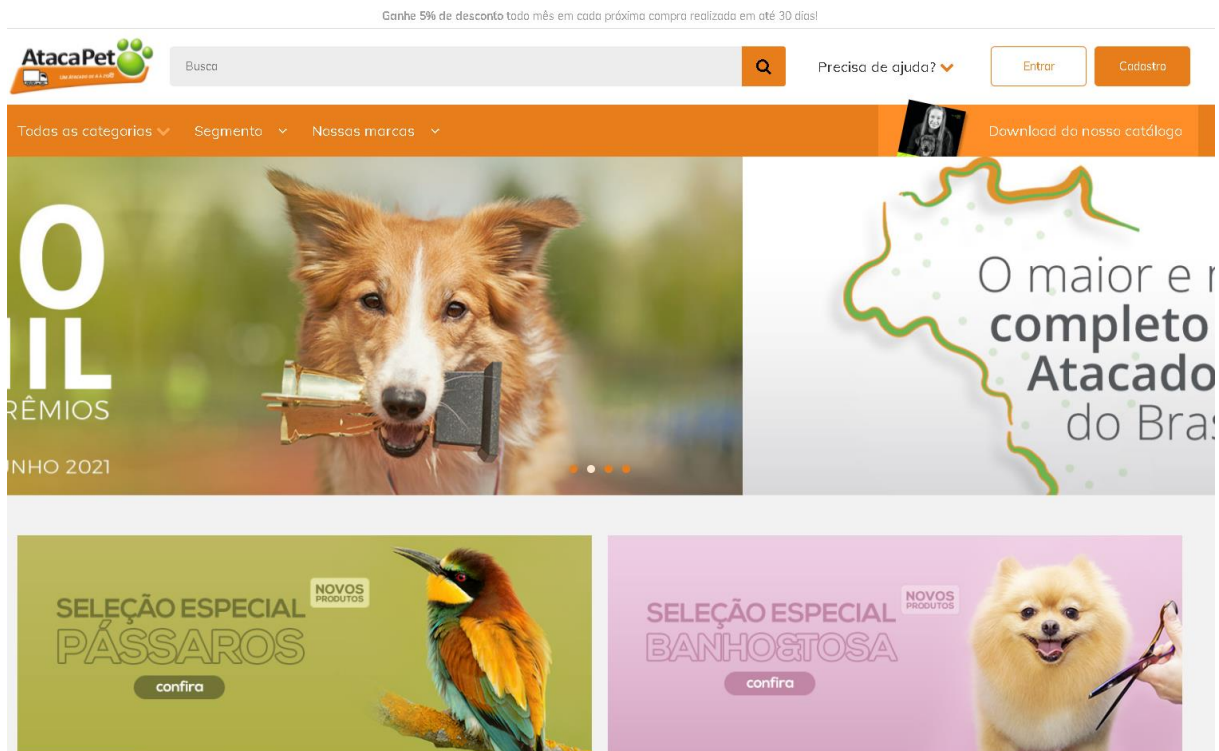 Ganhe 5% de desconto todo mês em cada próxima compra realizada em até 30 dias!
AtacaPet
Busca
Precisa de ajuda?
Entrar
Cadastro
Todas as categorias
Segmento
Nossas marcas
Download do nosso catálogo
O maior e
completo
Atacado
do Bras
RÊMIOS
NHO 2021
SELEÇÃO ESPECIAL
NOVOS
PRODUTOS
PÁSSAROS
confira
SELEÇÃO ESPECIAL
NOVOS
PRODUTOS
BANHO&TOSA
confira